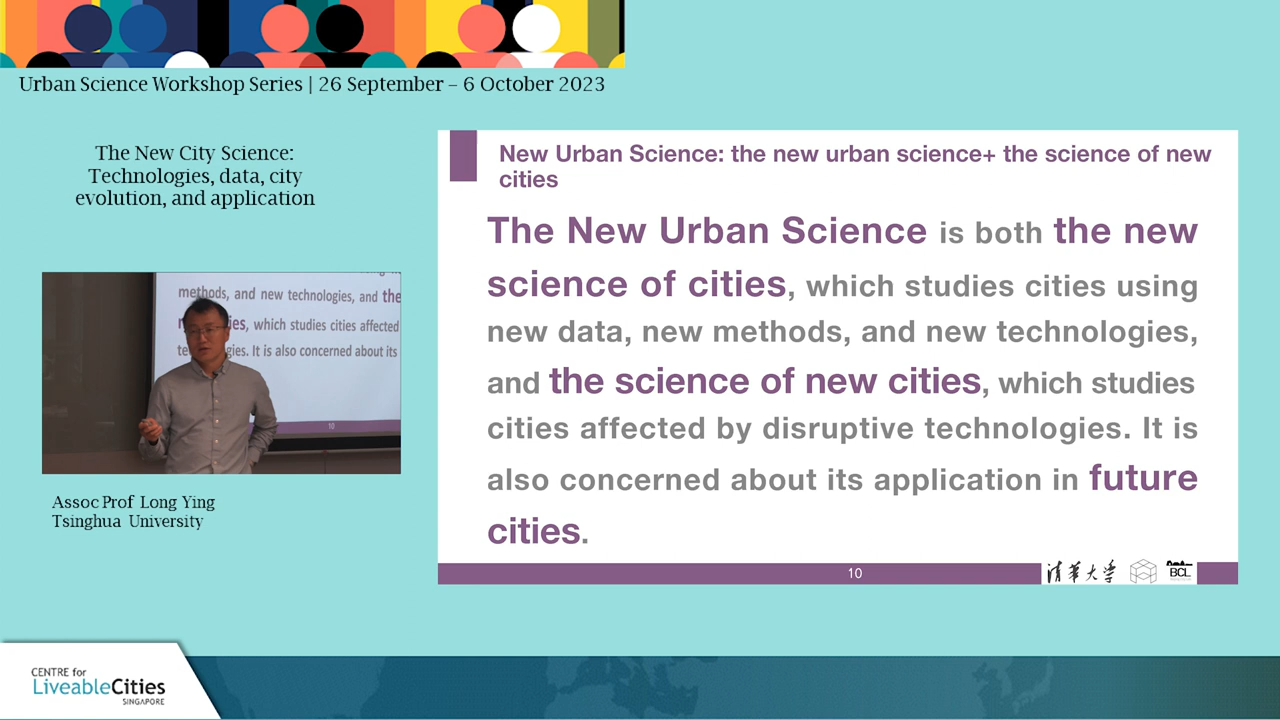 Urban Science Workshop Series | 26 September – 6 October 2023
The New City Science:
Technologies, data, city
evolution, and application
methods, and new technologies, and the
ies, which studies cities affected
te gies. It is also concerned about its
10
Assoc Prof Long Ying
Tsinghua University
New Urban Science: the new urban science+ the science of new
cities
The New Urban Science is both the new
science of cities, which studies cities using
new data, new methods, and new technologies,
and the science of new cities, which studies
cities affected by disruptive technologies. It is
also concerned about its application in future
cities.
10
清华大学
BCL
CENTRE for
LiveableCities
SINGAPORE